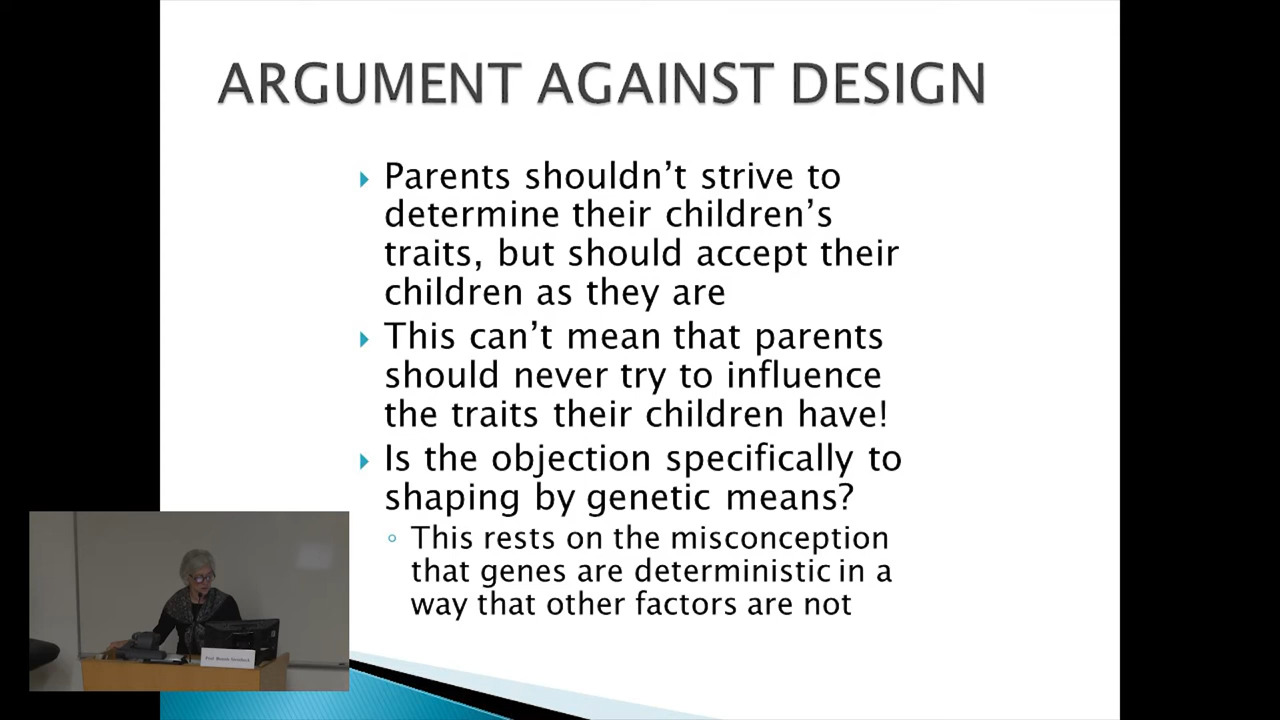 ARGUMENT AGAINST DESIGN
Parents shouldn't strive to
determine their children's
traits, but should accept their
children as they are
This can't mean that parents
should never try to influence
the traits their children have!
Is the objection specifically to
shaping by genetic means?
This rests on the misconception
that genes are deterministic in a
way that other factors are not
Prof. Bonnie Steinbock